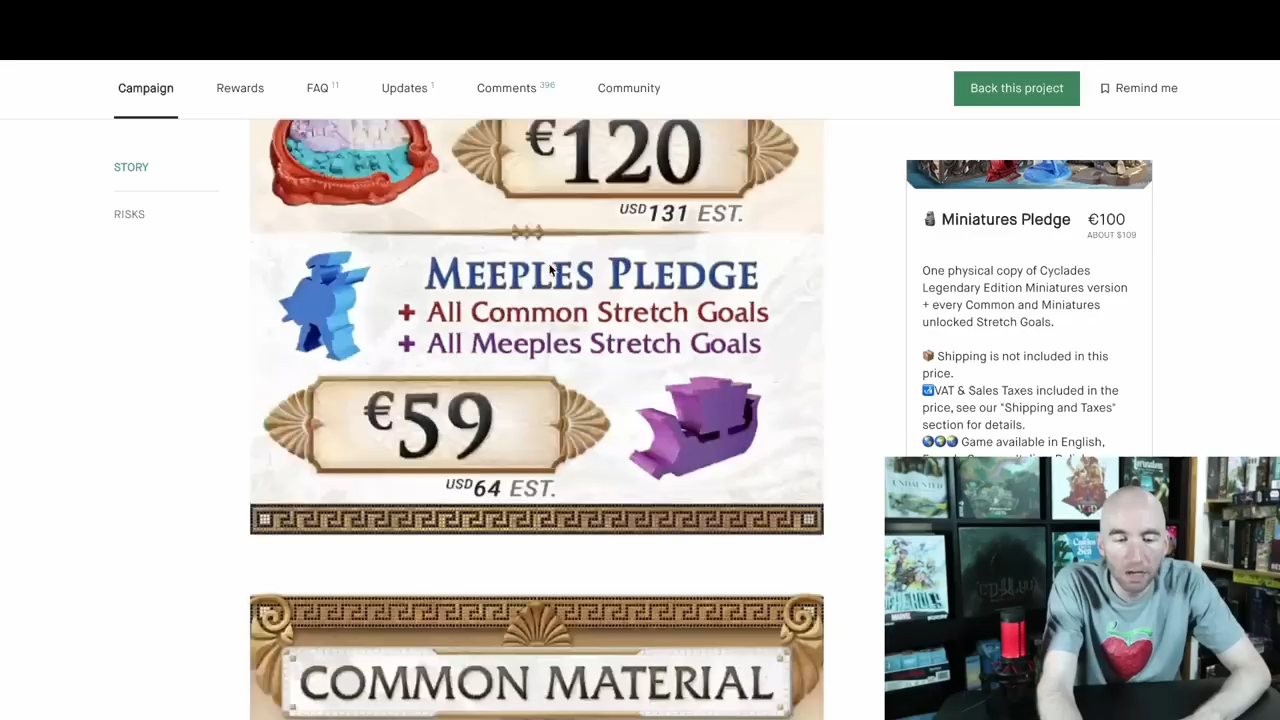 Campaign
Rewards
FAQ 11
Updates 1
Comments 396
Community
Back this project
Remind me
STORY
RISKS
€120
USD131 EST.
MEEPLES PLEDGE
+ All Common Stretch Goals
+ All Meeples Stretch Goals
€59
USD64 EST.
COMMON MATERIAL
Miniatures Pledge
€100
ABOUT $109
One physical copy of Cyclades
Legendary Edition Miniatures version
+ every Common and Miniatures
unlocked Stretch Goals.
Shipping is not included in this
price.
VAT & Sales Taxes included in the
price, see our "Shipping and Taxes"
section for details.
Game available in English,
UNDAUNTED
CTHULHU